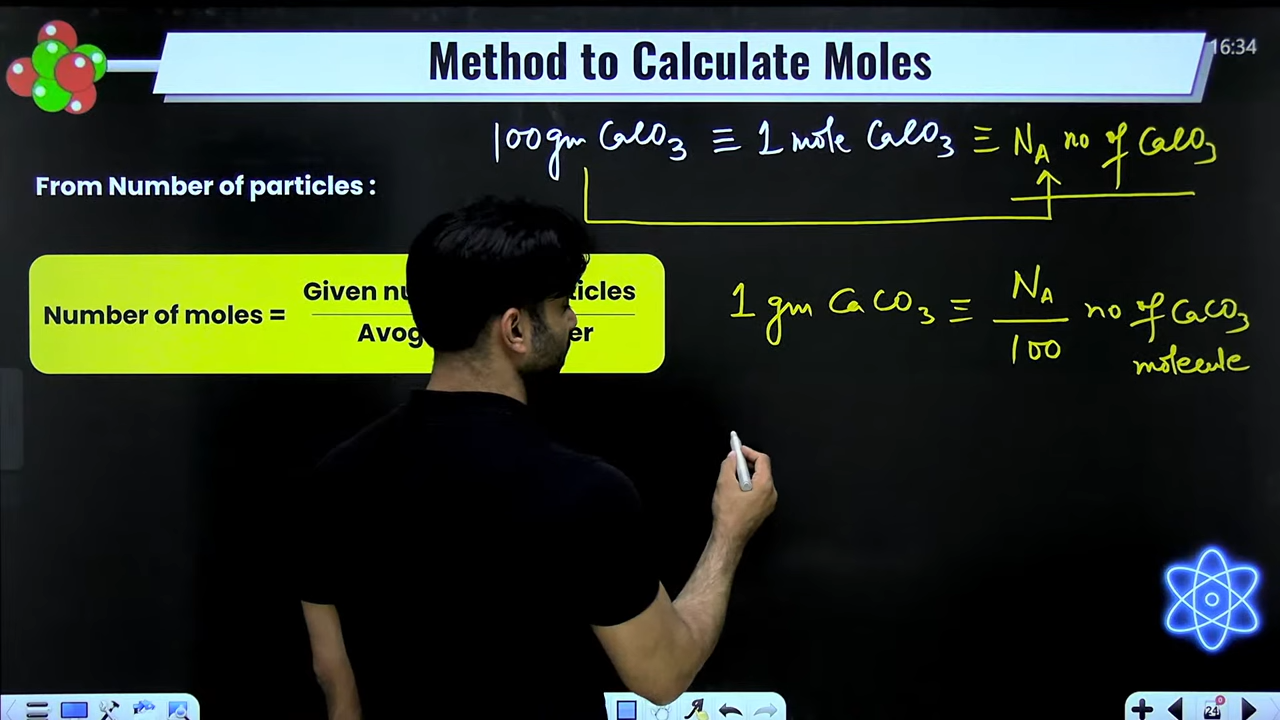 Method to Calculate Moles
16:34
100gm CaCO3 ≡ 1 mole CaCO3 ≡ NA no of CaCO3
From Number of particles :
Given nu ticles
Number of moles =
Avog er
1 gm CaCO3 ≡ NA / 100 no of CaCO3
molecule
24